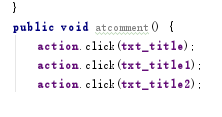 }
public void atcomment() {
action.click(txt_title);
action.click(txt_title1);
action.click(txt_title2);